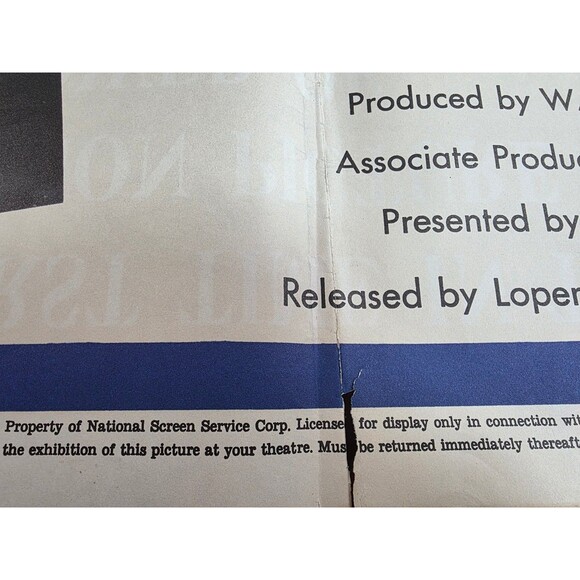 Produced by W
Associate Produc
Presented by
Released by Loper
Property of National Screen Service Corp. License for display only in connection wit
the exhibition of this picture at your theatre. Mus be returned immediately thereaft